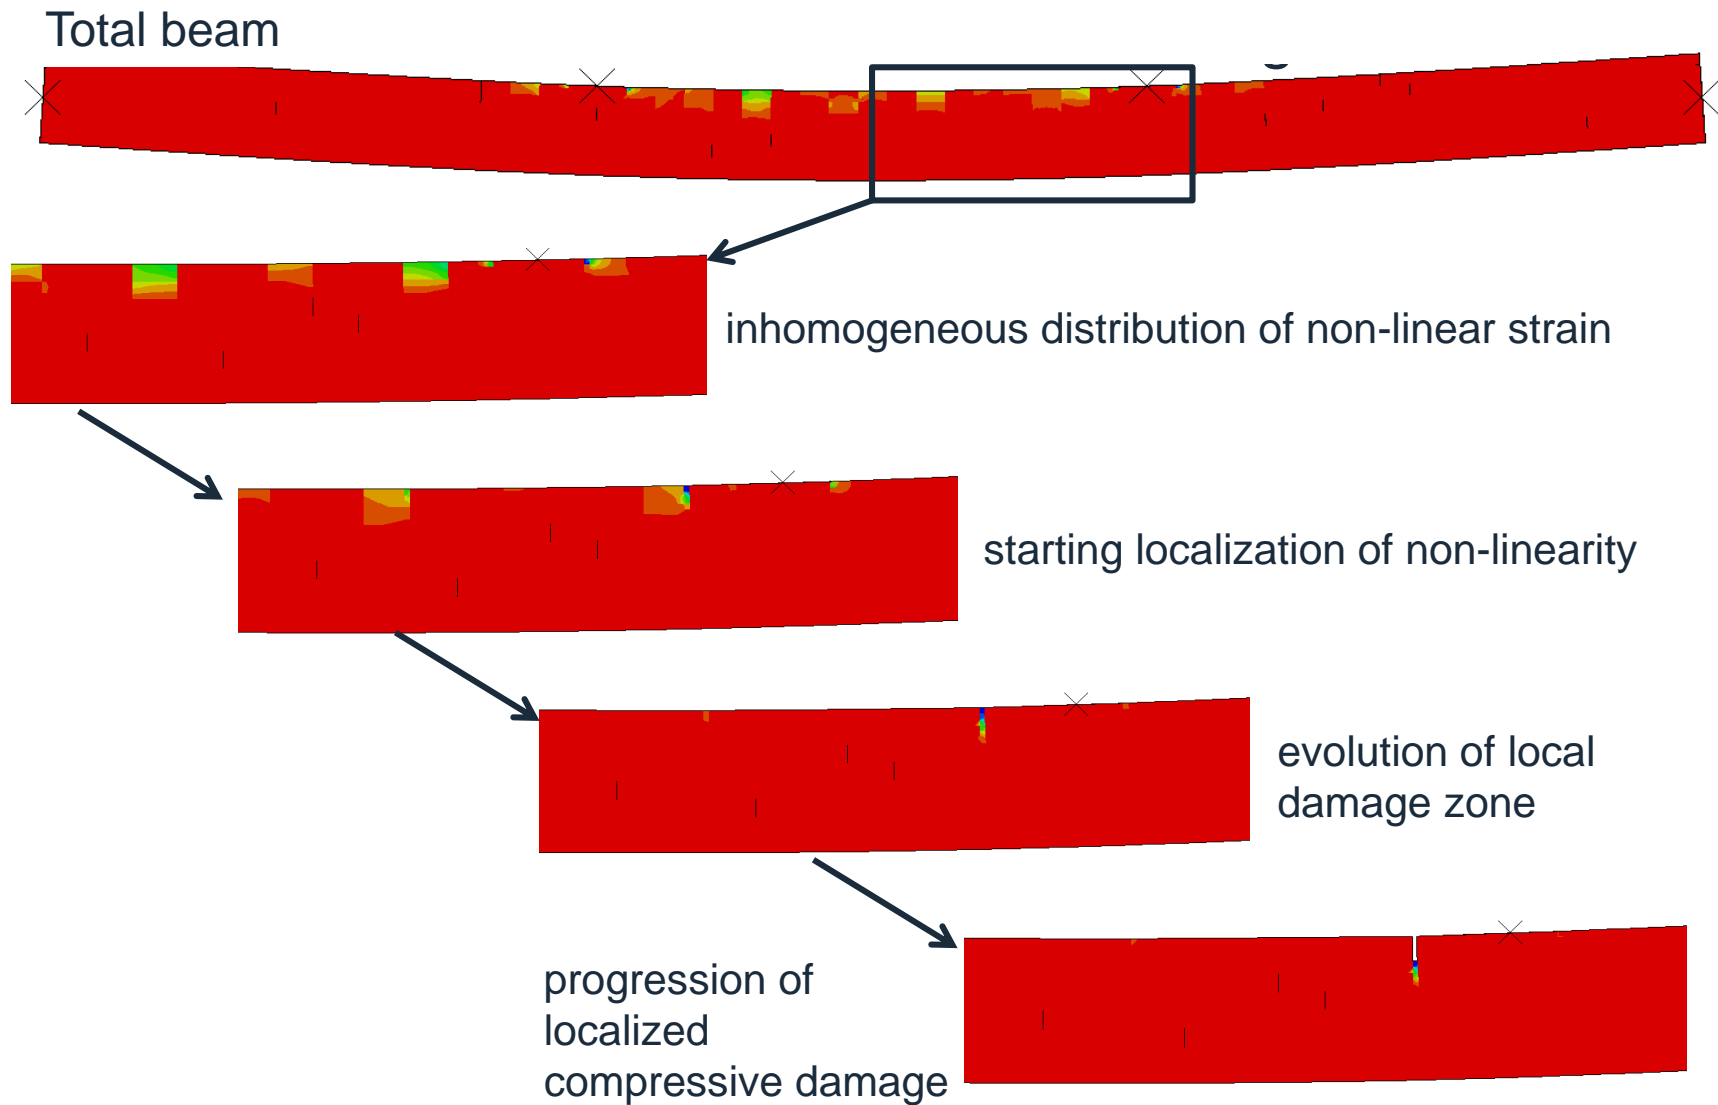 Total beam
inhomogeneous distribution of non-linear strain
starting localization of non-linearity
evolution of local
damage zone
progression of
localized
compressive damage